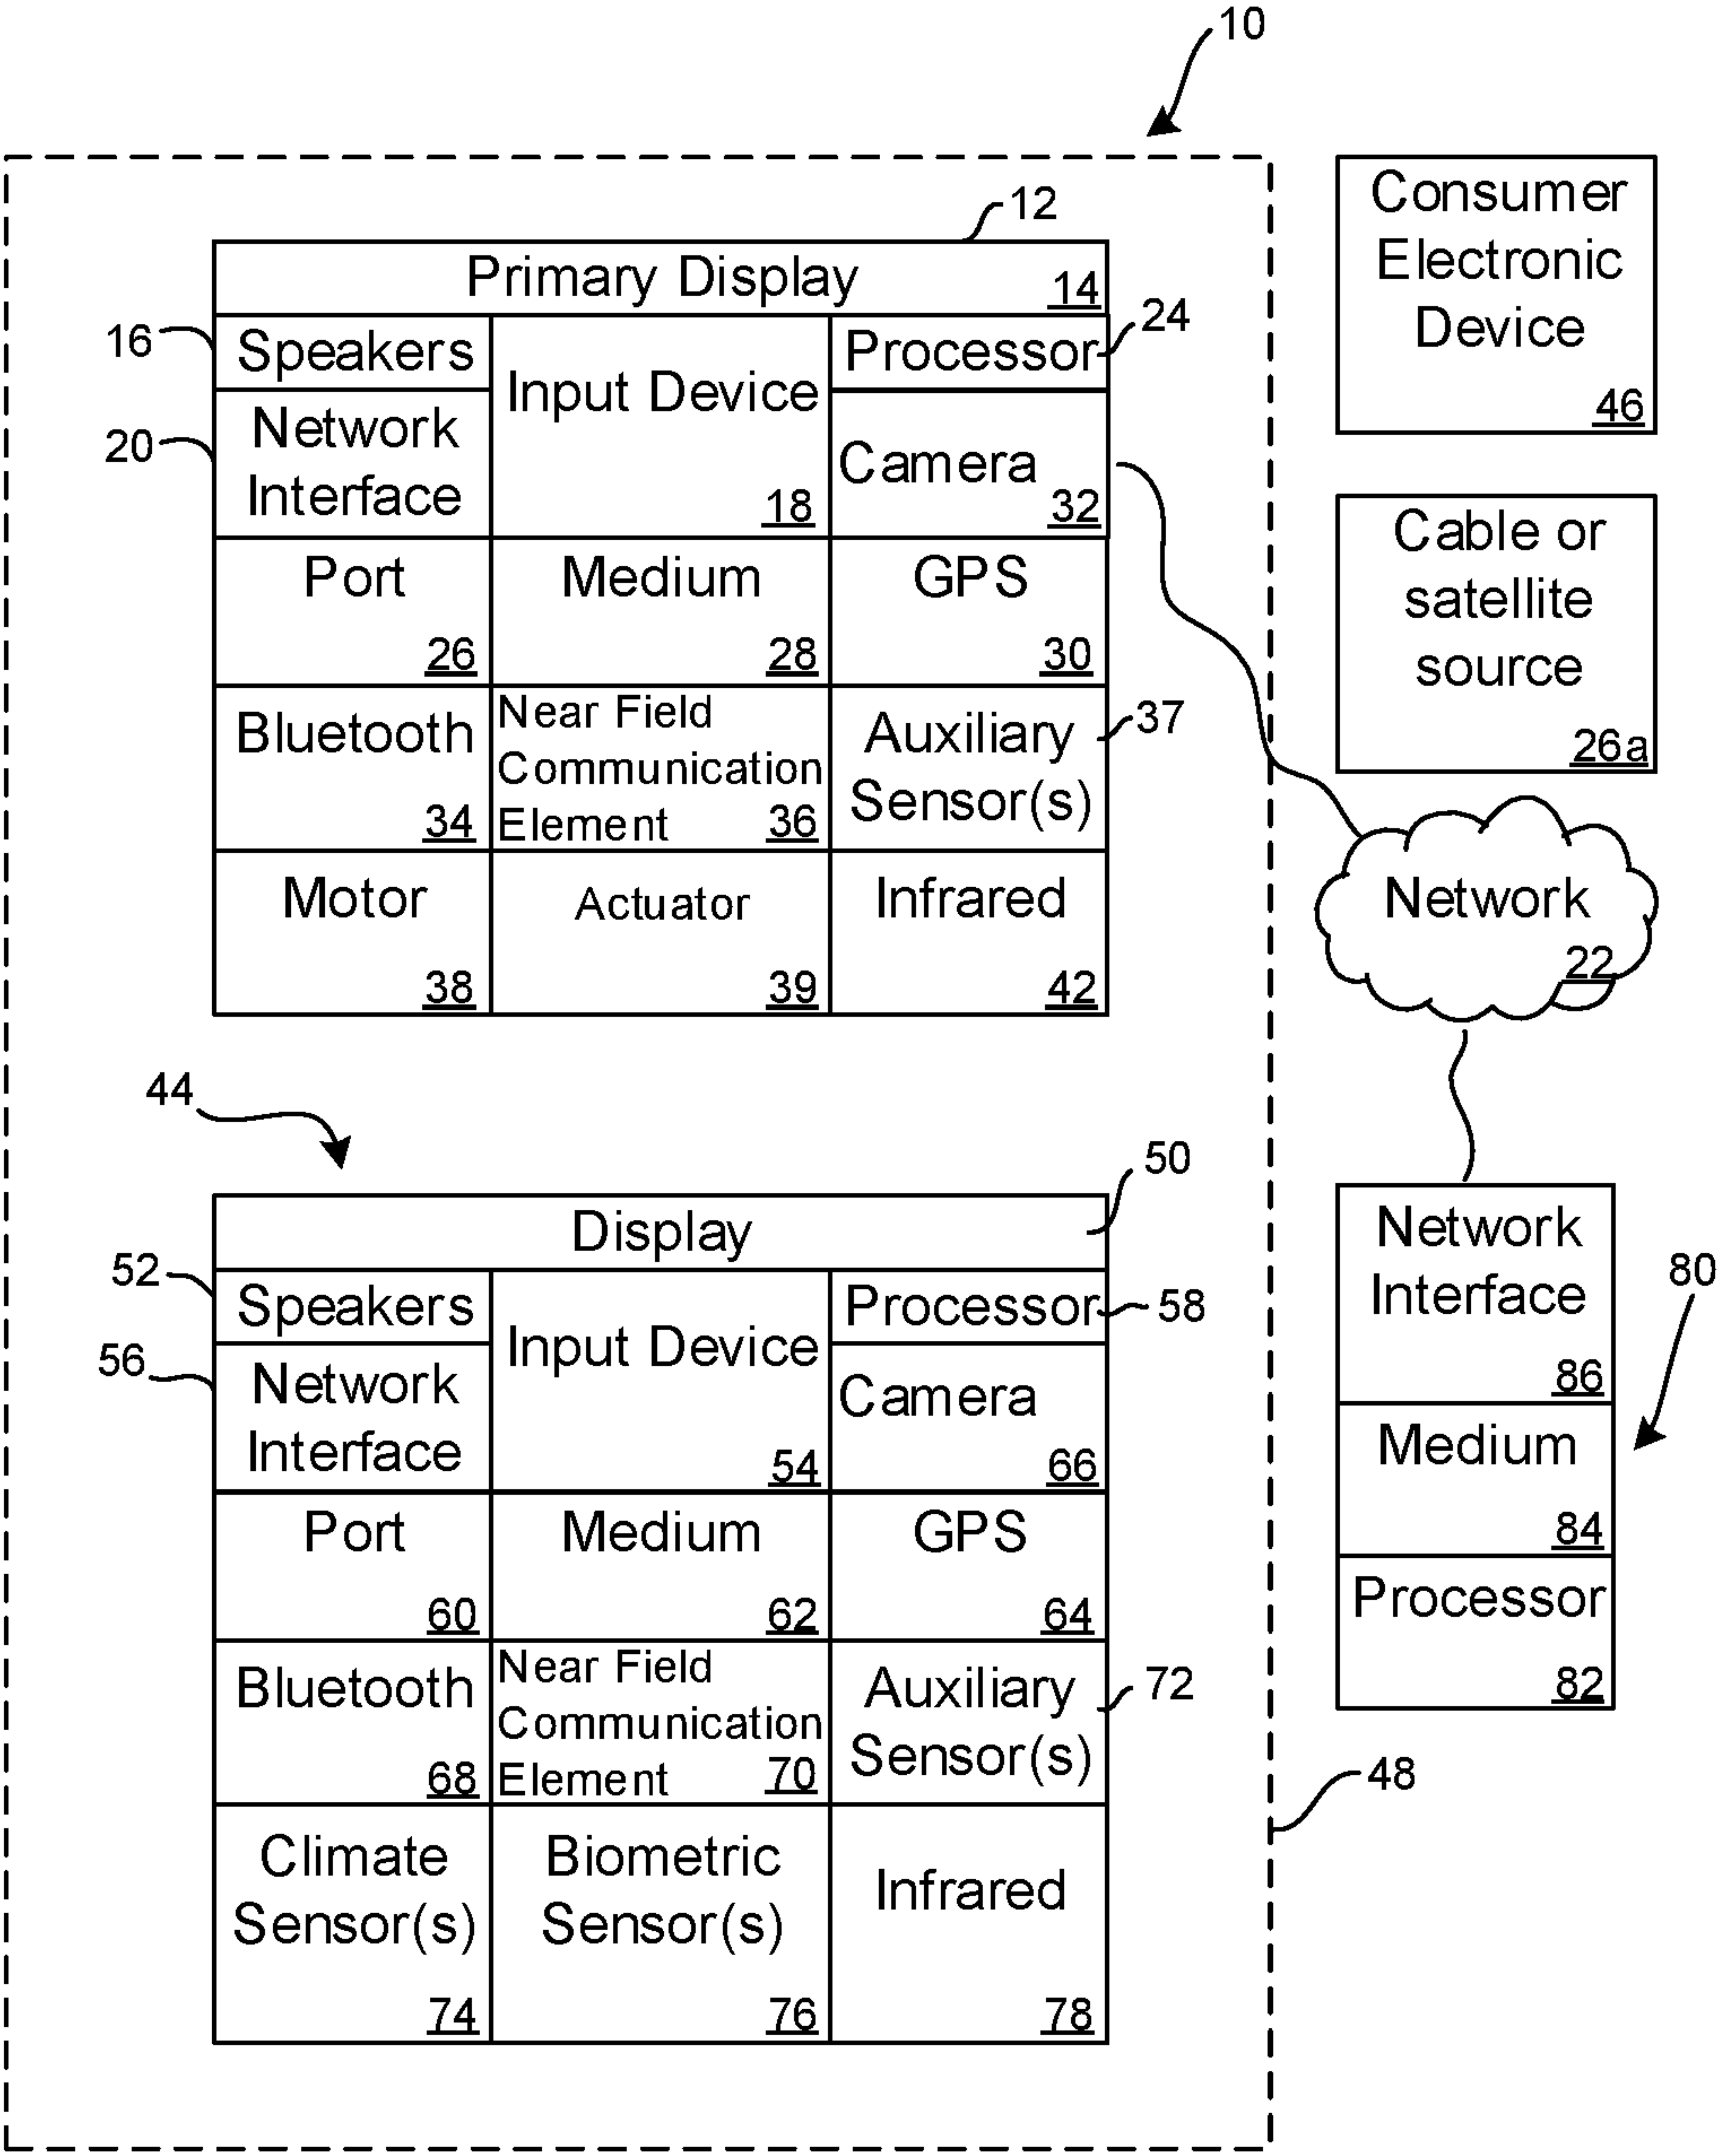 10
12
Primary Display
14
16
Speakers
Input Device
18
Processor
24
20
Network
Interface
Camera
32
Port
26
Medium
28
GPS
30
Bluetooth
34
Near Field
Communication
Element
36
Auxiliary
Sensor(s)
37
Motor
38
Actuator
39
Infrared
42
Consumer
Electronic
Device
46
Cable or
satellite
source
26a
Network
22
44
50
Display
52
Speakers
Input Device
54
Processor
58
56
Network
Interface
Camera
66
Port
60
Medium
62
GPS
64
Bluetooth
68
Near Field
Communication
Element
70
Auxiliary
Sensor(s)
72
Climate
Sensor(s)
74
Biometric
Sensor(s)
76
Infrared
78
Network
Interface
86
80
Medium
84
Processor
82
48